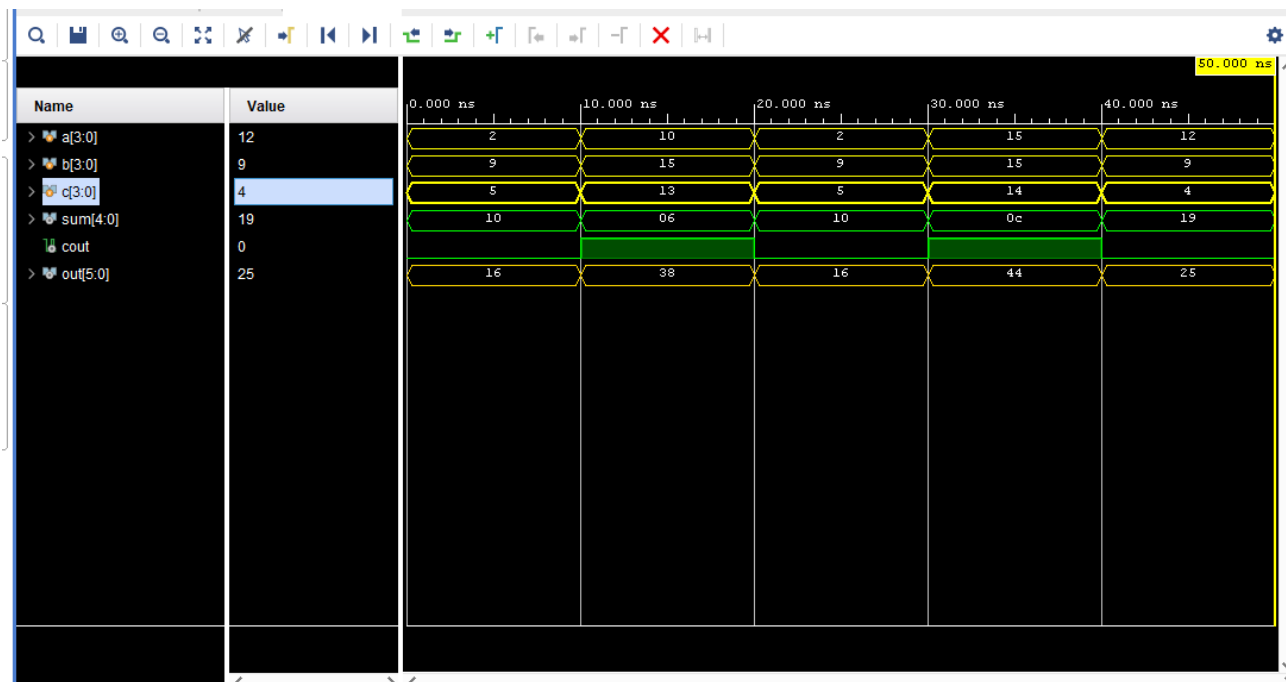 50.000 ns
Name Value 0.000 ns 10.000 ns 20.000 ns 30.000 ns 40.000 ns
a[3:0] 12 2 10 2 15 12
b[3:0] 9 9 15 9 15 9
c[3:0] 4 5 13 5 14 4
sum[4:0] 19 10 06 10 0c 19
cout 0
out[5:0] 25 16 38 16 44 25